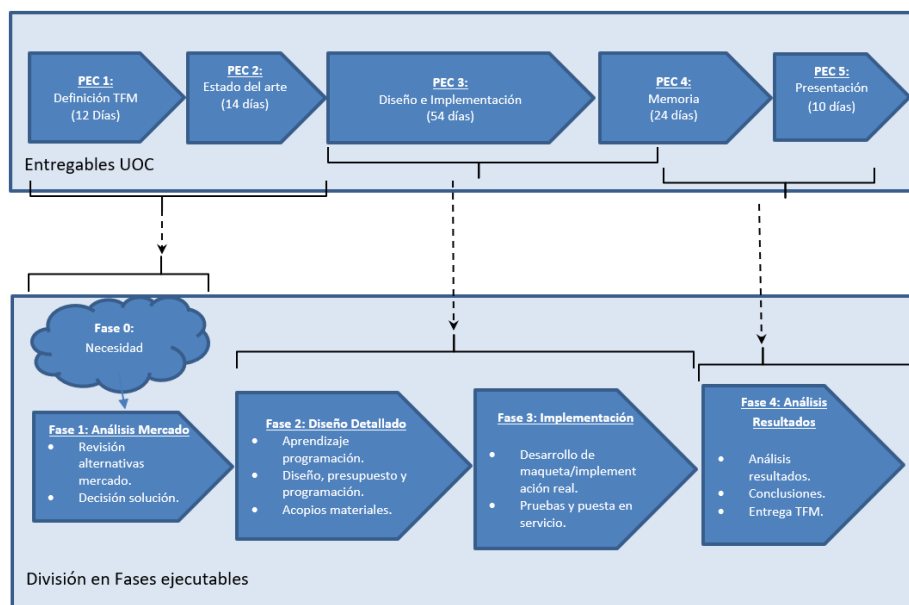 PEC 1:
Definición TFM
(12 Días)
PEC 2:
Estado del arte
(14 días)
PEC 3:
Diseño e Implementación
(54 días)
PEC 4:
Memoria
(24 días)
PEC 5:
Presentación
(10 días)
Entregables UOC
Fase 0:
Necesidad
Fase 1: Análisis Mercado
• Revisión
alternativas
mercado.
• Decisión solución.
Fase 2: Diseño Detallado
• Aprendizaje
programación.
• Diseño, presupuesto y
programación.
• Acopios materiales.
Fase 3: Implementación
• Desarrollo de
maqueta/implement
ación real.
• Pruebas y puesta en
servicio.
Fase 4: Análisis
Resultados
• Análisis
resultados.
• Conclusiones.
• Entrega TFM.
División en Fases ejecutables